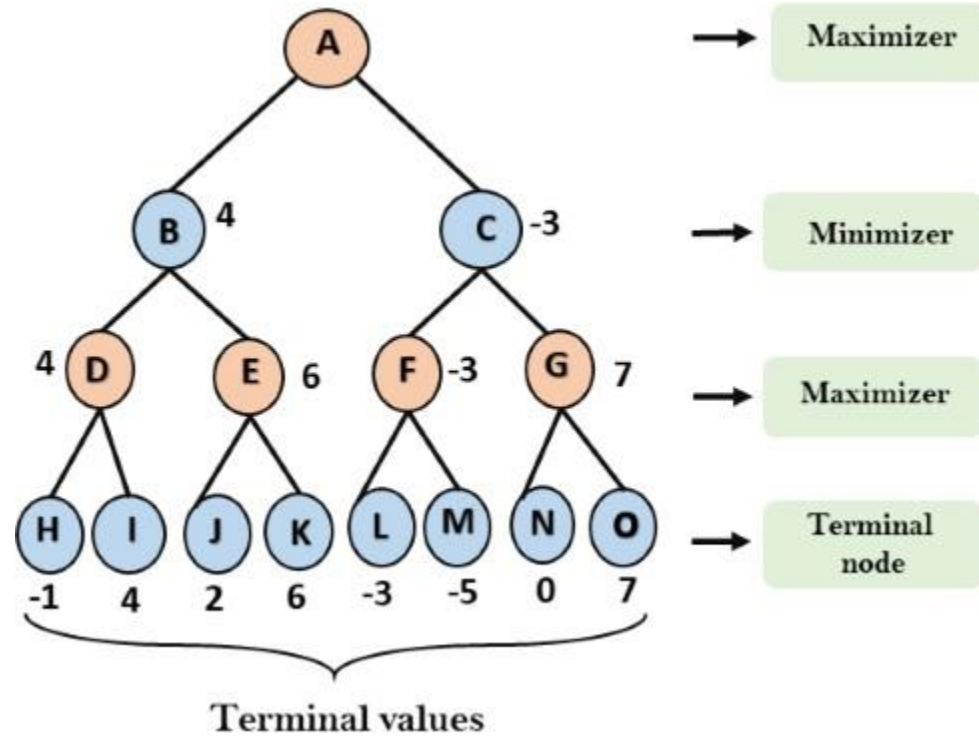 A
Maximizer
B 4
C -3
Minimizer
4 D
E 6
F -3
G 7
Maximizer
H I J K L M N O
Terminal
node
-1 4 2 6 -3 -5 0 7
Terminal values